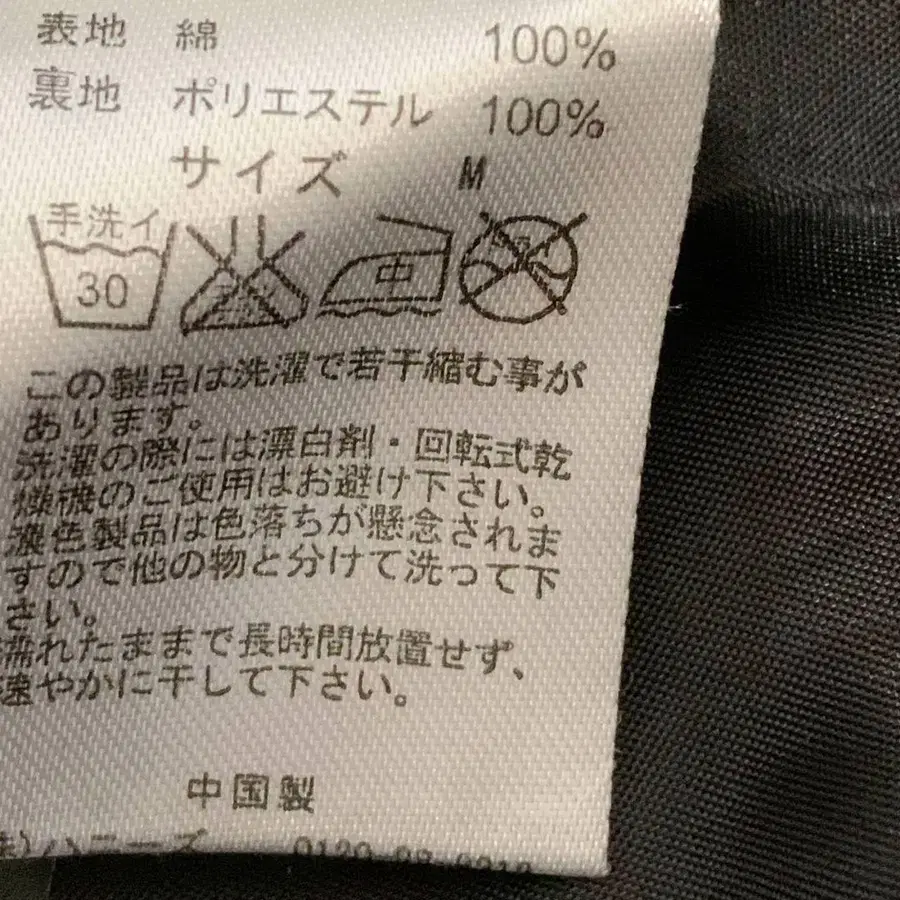 表地 綿 100%
裏地 ポリエステル 100%
サイズ M
手洗イ
30
中
この製品は洗濯で若干縮む事が
あります。
洗濯の際には漂白剤・回転式乾
燥機のご使用はお避け下さい。
濃色製品は色落ちが懸念されま
すので他の物と分けて洗って下
さい。
濡れたままで長時間放置せず、
速やかに干して下さい。
中国製
ハニーズ